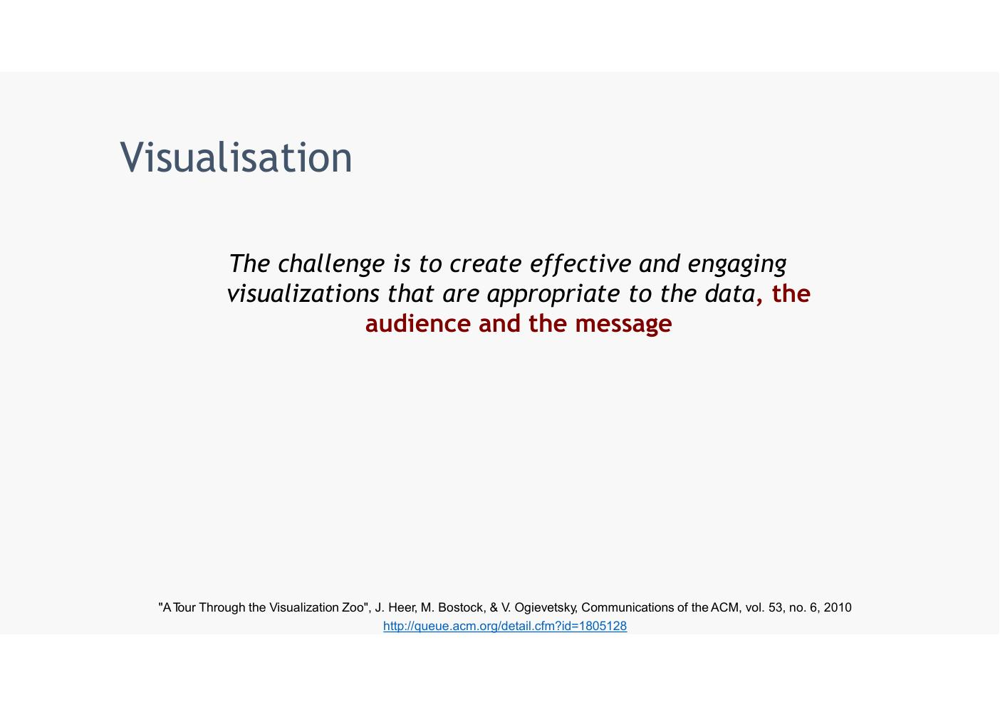 Visualisation
The challenge is to create effective and engaging
visualizations that are appropriate to the data, the
audience and the message
"A Tour Through the Visualization Zoo", J. Heer, M. Bostock, & V. Ogievetsky, Communications of the ACM, vol. 53, no. 6, 2010
http://queue.acm.org/detail.cfm?id=1805128